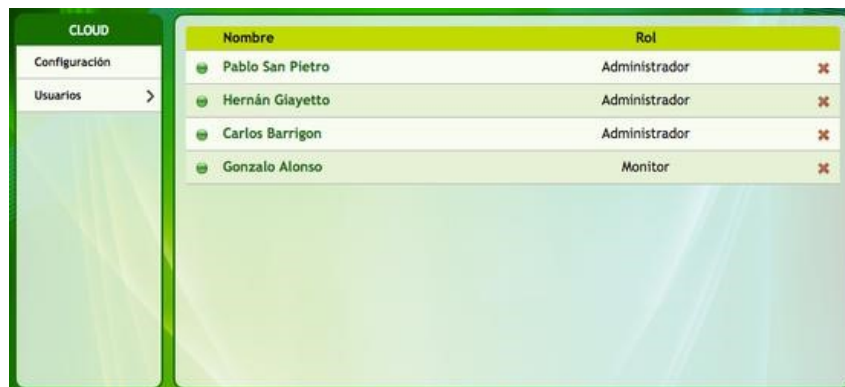 CLOUD
Configuración
Usuarios
Nombre Rol
Pablo San Pietro Administrador
Hernán Giayetto Administrador
Carlos Barrigon Administrador
Gonzalo Alonso Monitor